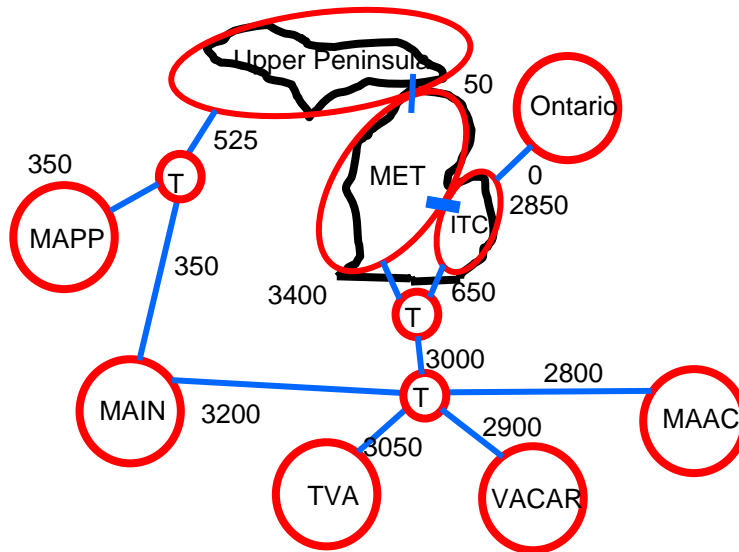 Upper Peninsula
50
Ontario
525
350
T
MET
0
2850
MAPP
ITC
350
3400
650
T
3000
2800
MAIN
3200
T
2900
MAAC
3050
TVA
VACAR